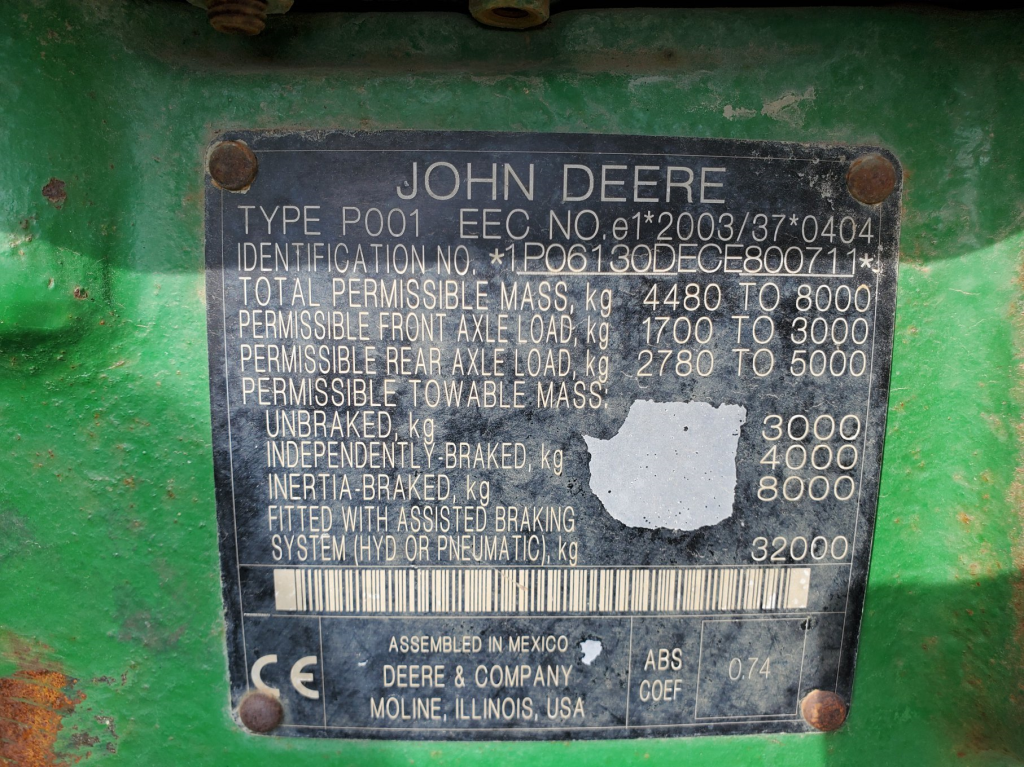 JOHN DEERE
TYPE P001 EEC NO. e1*2003/37*0404
IDENTIFICATION NO. *1P06130DECE800711*
TOTAL PERMISSIBLE MASS, kg 4480 TO 8000
PERMISSIBLE FRONT AXLE LOAD, kg 1700 TO 3000
PERMISSIBLE REAR AXLE LOAD, kg 2780 TO 5000
PERMISSIBLE TOWABLE MASS:
UNBRAKED, kg 3000
INDEPENDENTLY-BRAKED, kg 4000
INERTIA-BRAKED, kg 8000
FITTED WITH ASSISTED BRAKING
SYSTEM (HYD OR PNEUMATIC), kg 32000
CE
ASSEMBLED IN MEXICO
DEERE & COMPANY
MOLINE, ILLINOIS, USA
ABS
COEF
0.74